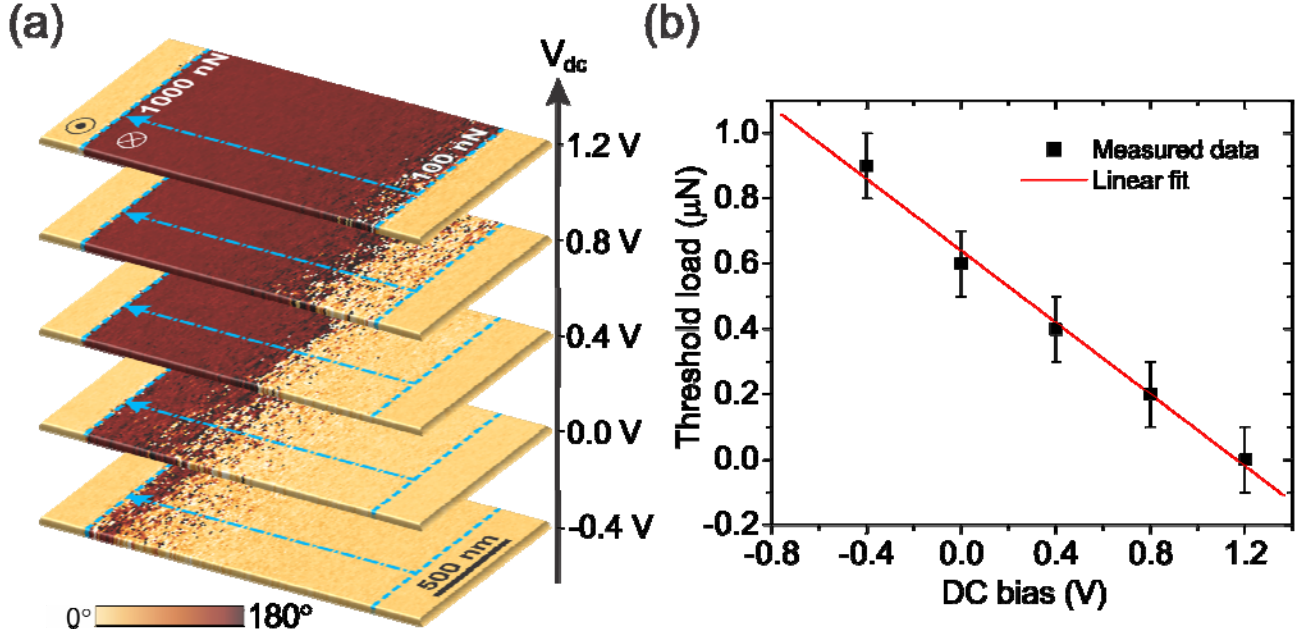 (a)
V_dc
1000 nN
100 nN
1.2 V
0.8 V
0.4 V
0.0 V
-0.4 V
500 nm
0°
180°
(b)
Measured data
Linear fit
Threshold load (µN)
1.0
0.8
0.6
0.4
0.2
0.0
-0.2
-0.8
-0.4
0.0
0.4
0.8
1.2
DC bias (V)